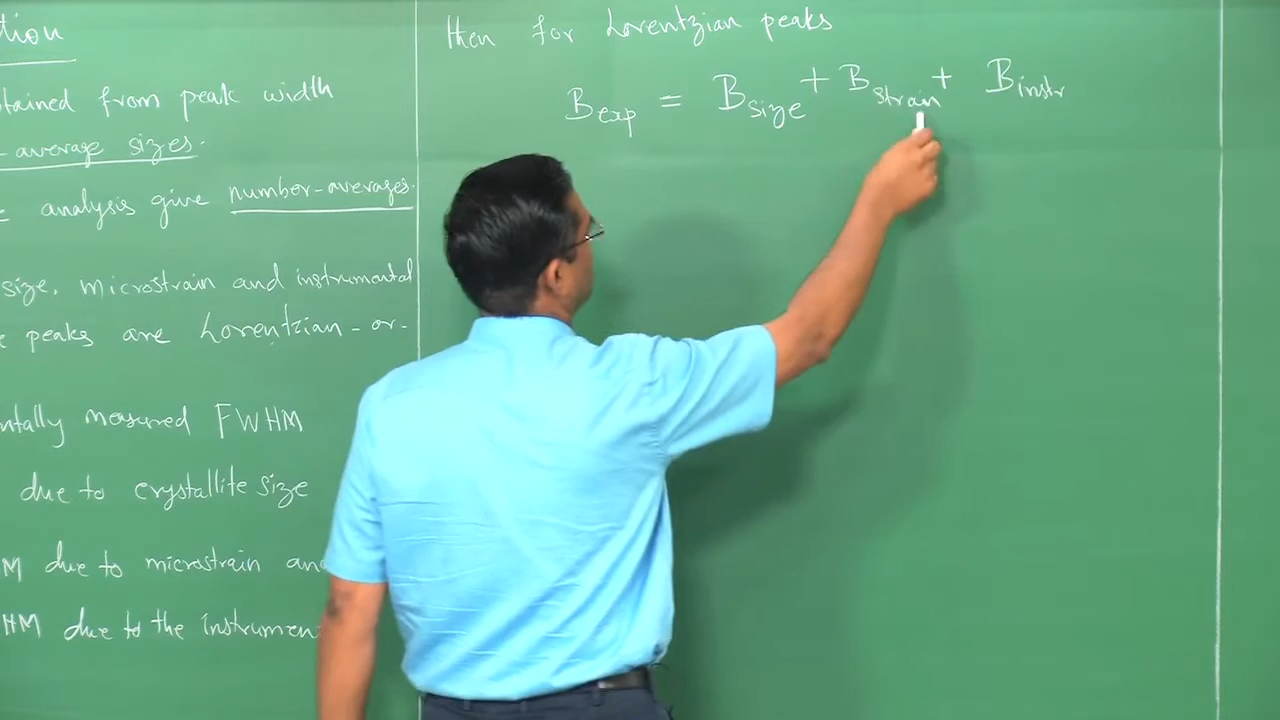 tion
tained from peak width
average sizes.
analysis give number-averages.
size, microstrain and instrumental
peaks are Lorentzian-or-
ntally measured FWHM
due to crystallite size
M due to microstrain an
HM due to the instrumen
then for Lorentzian peaks
Bexp = Bsize + Bstrain + Binstr